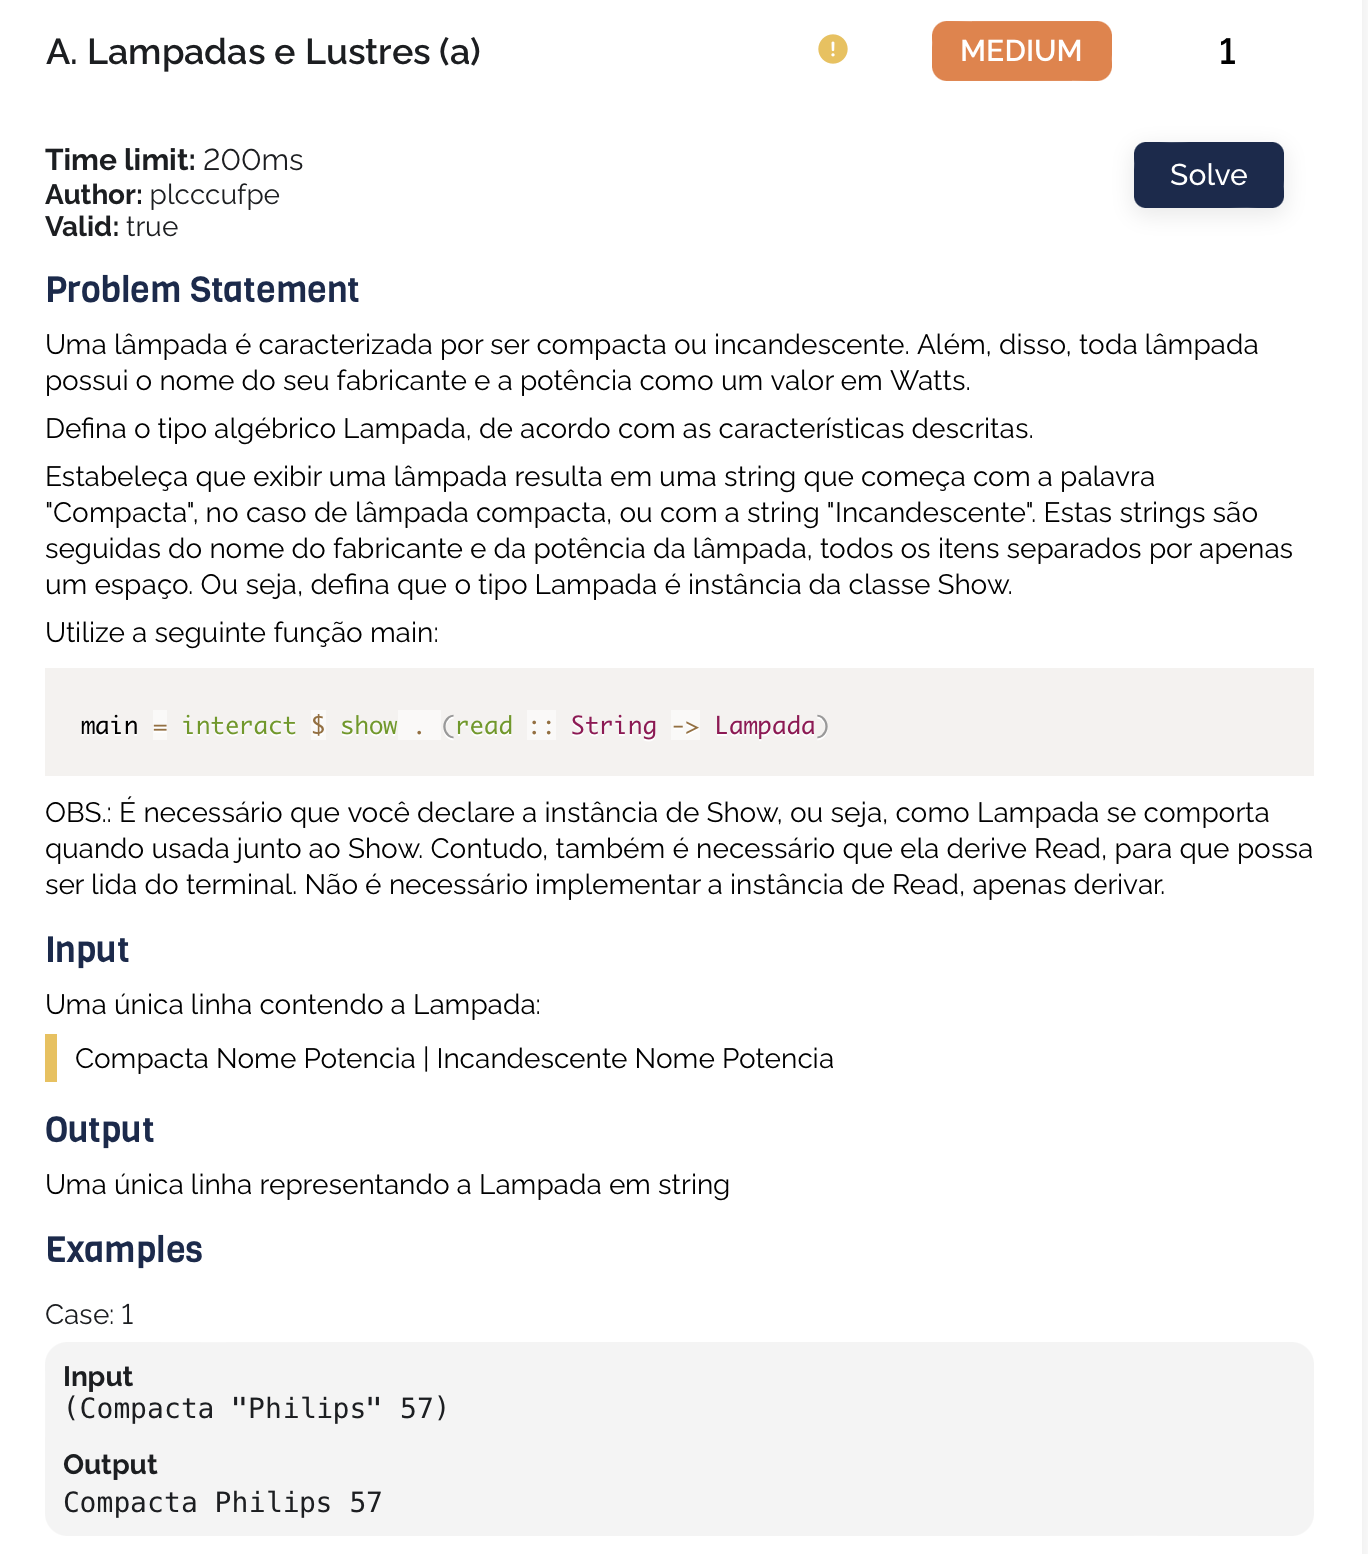 A. Lampadas e Lustres (a)
!
MEDIUM
1
Time limit: 200ms
Author: plcccufpe
Valid: true
Solve
Problem Statement
Uma lâmpada é caracterizada por ser compacta ou incandescente. Além, disso, toda lâmpada
possui o nome do seu fabricante e a potência como um valor em Watts.
Defina o tipo algébrico Lampada, de acordo com as características descritas.
Estabeleça que exibir uma lâmpada resulta em uma string que começa com a palavra
"Compacta", no caso de lâmpada compacta, ou com a string "Incandescente". Estas strings são
seguidas do nome do fabricante e da potência da lâmpada, todos os itens separados por apenas
um espaço. Ou seja, defina que o tipo Lampada é instância da classe Show.
Utilize a seguinte função main:
main = interact $ show . (read :: String -> Lampada)
OBS.: É necessário que você declare a instância de Show, ou seja, como Lampada se comporta
quando usada junto ao Show. Contudo, também é necessário que ela derive Read, para que possa
ser lida do terminal. Não é necessário implementar a instância de Read, apenas derivar.
Input
Uma única linha contendo a Lampada:
Compacta Nome Potencia | Incandescente Nome Potencia
Output
Uma única linha representando a Lampada em string
Examples
Case: 1
Input
(Compacta "Philips" 57)
Output
Compacta Philips 57